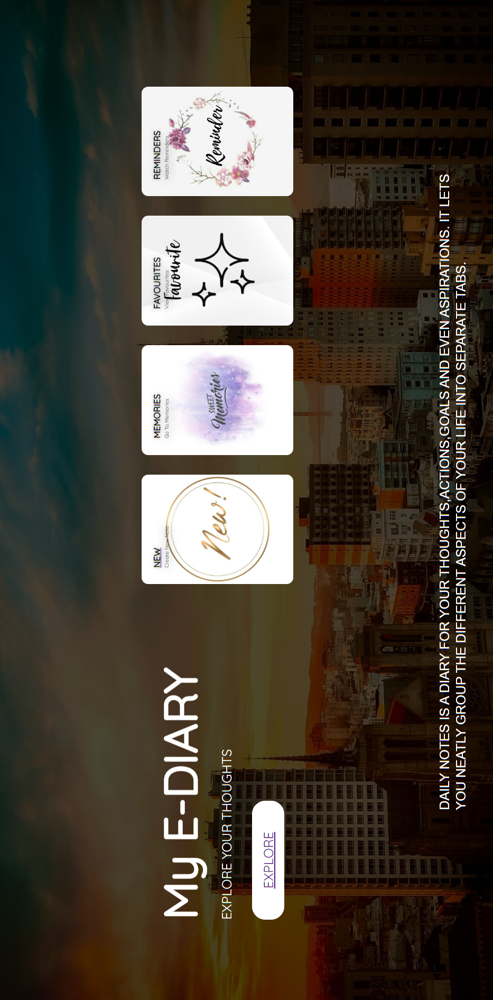 My E-DIARY
EXPLORE YOUR THOUGHTS
EXPLORE
NEW
Create New Note
New!
MEMORIES
Go To Memories
SWEET
Memories
FAVOURITES
View Favourites
Favourite
REMINDERS
Watch Reminders
Reminder
DAILY NOTES IS A DIARY FOR YOUR THOUGHTS,ACTIONS,GOALS AND EVEN ASPIRATIONS. IT LETS
YOU NEATLY GROUP THE DIFFERENT ASPECTS OF YOUR LIFE INTO SEPARATE TABS.